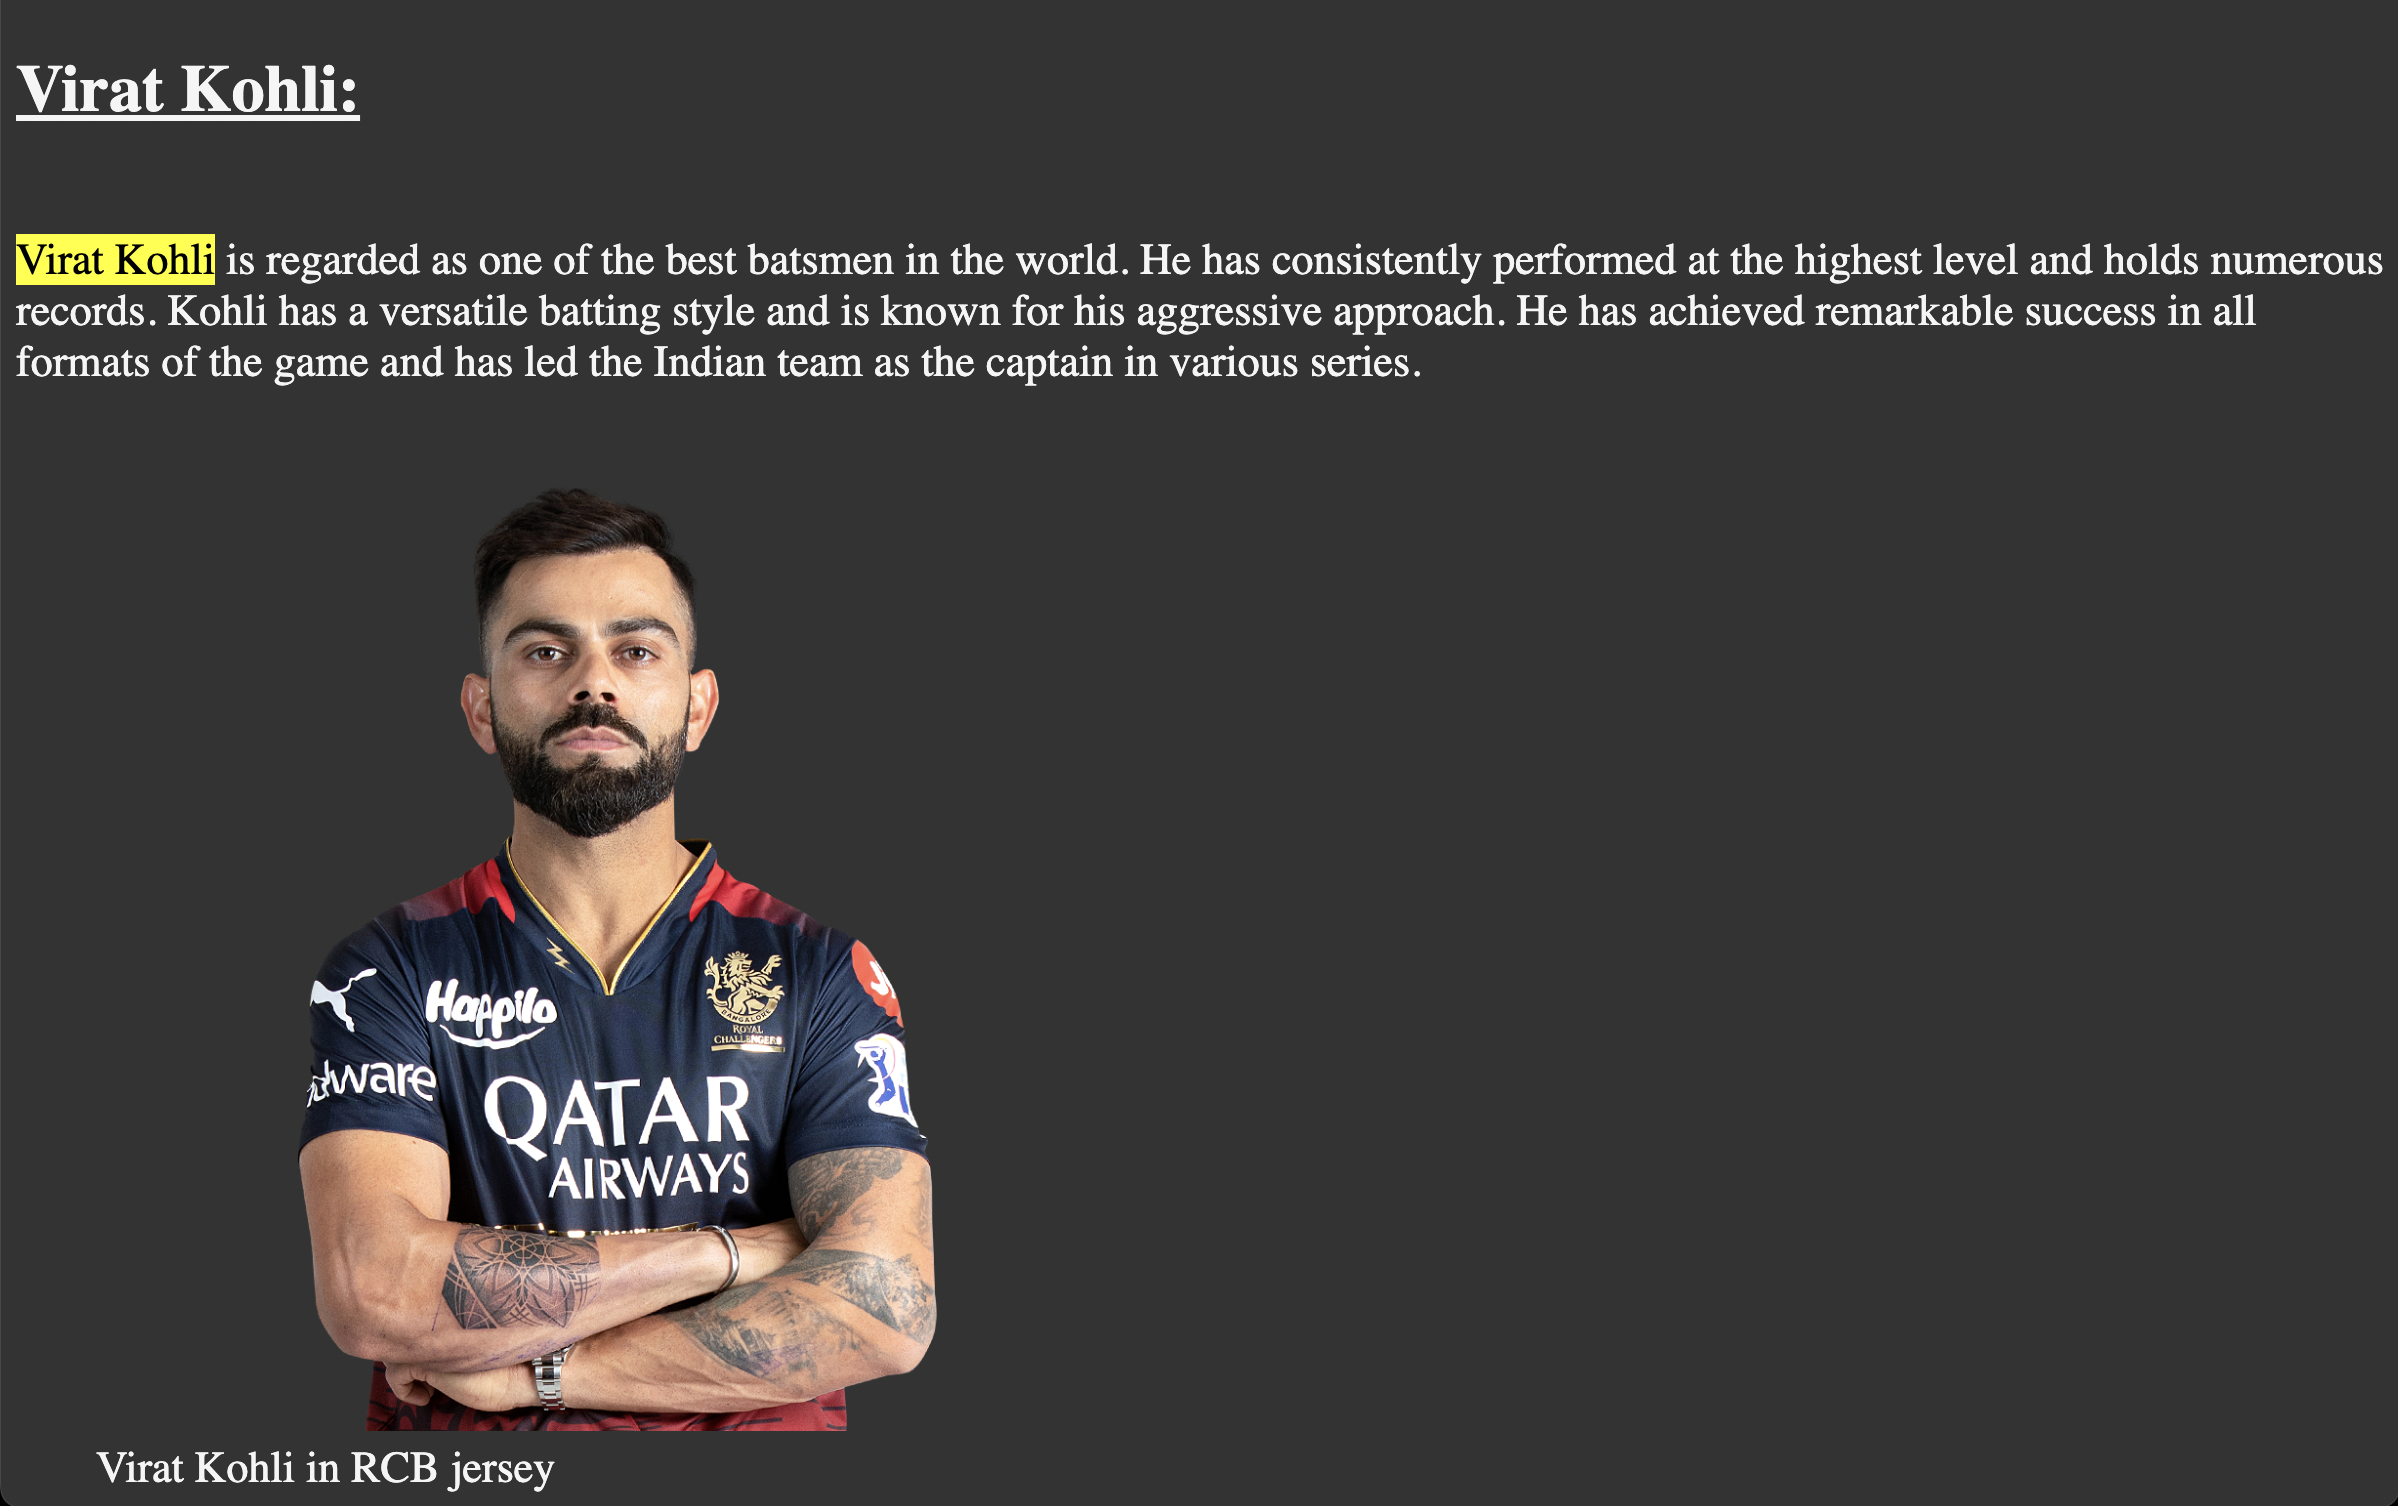 Virat Kohli:
Virat Kohli is regarded as one of the best batsmen in the world. He has consistently performed at the highest level and holds numerous
records. Kohli has a versatile batting style and is known for his aggressive approach. He has achieved remarkable success in all
formats of the game and has led the Indian team as the captain in various series.
Happilo
BANGALORE
ROYAL
CHALLENGERS
dware
QATAR
AIRWAYS
Virat Kohli in RCB jersey